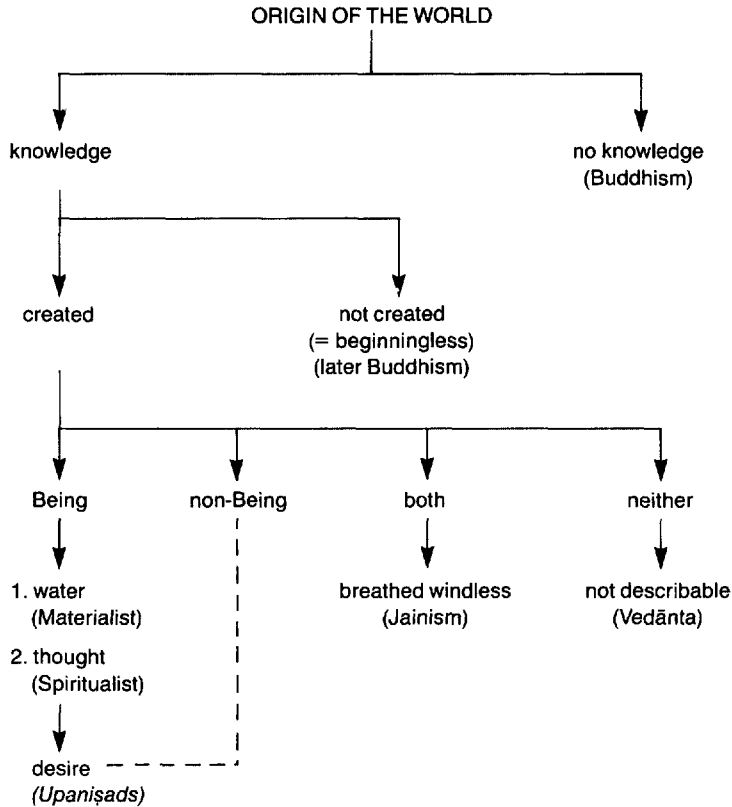 ORIGIN OF THE WORLD
knowledge
no knowledge
(Buddhism)
created
not created
(= beginningless)
(later Buddhism)
Being
non-Being
both
neither
1. water
(Materialist)
2. thought
(Spiritualist)
desire
(Upaniṣads)
breathed windless
(Jainism)
not describable
(Vedānta)